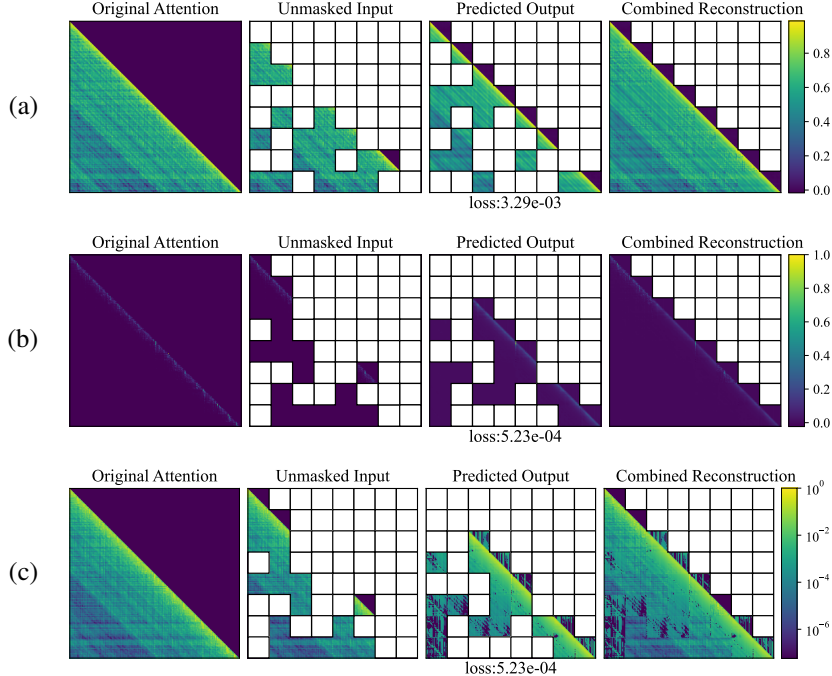 Original Attention Unmasked Input Predicted Output Combined Reconstruction
(a)
0.8
0.6
0.4
0.2
0.0
loss:3.29e-03
Original Attention Unmasked Input Predicted Output Combined Reconstruction
(b)
1.0
0.8
0.6
0.4
0.2
0.0
loss:5.23e-04
Original Attention Unmasked Input Predicted Output Combined Reconstruction
(c)
10⁰
10⁻²
10⁻⁴
10⁻⁶
loss:5.23e-04